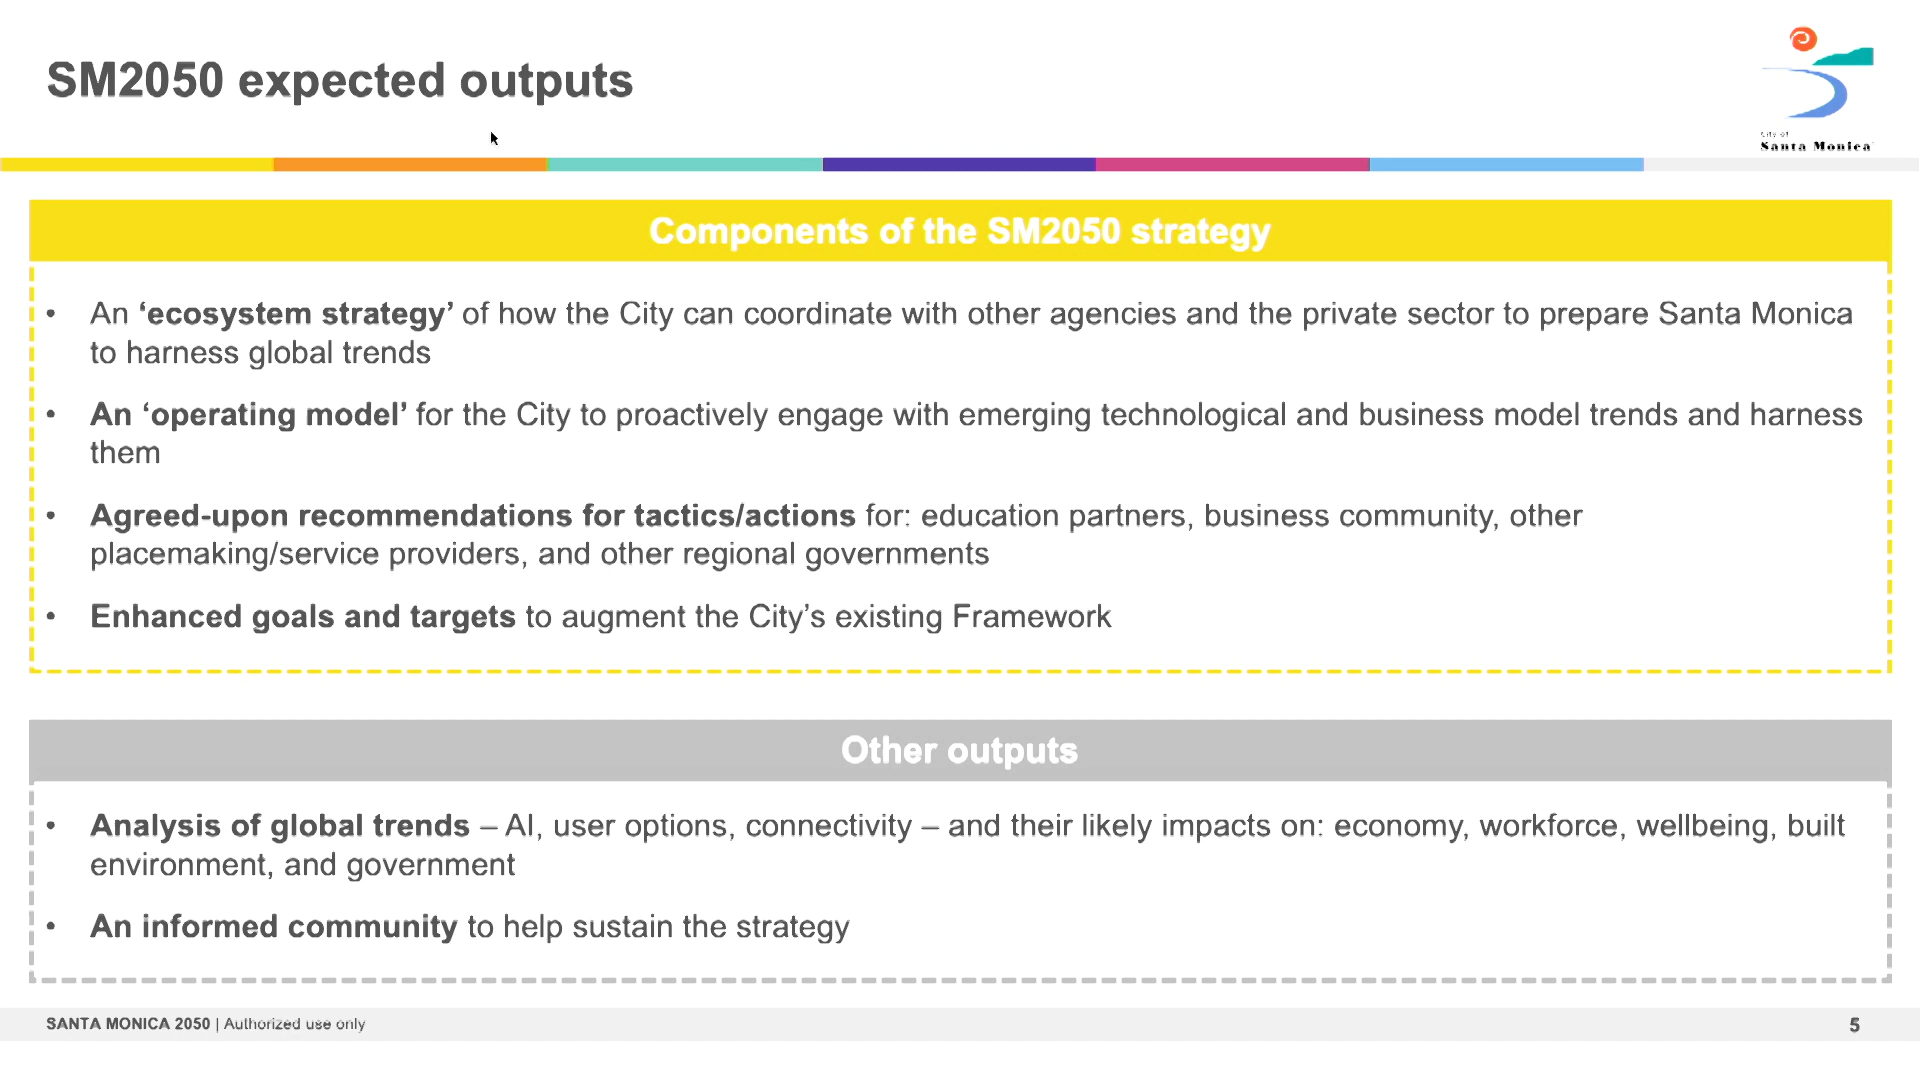 SM2050 expected outputs
City of
Santa Monica
Components of the SM2050 strategy
• An ‘ecosystem strategy’ of how the City can coordinate with other agencies and the private sector to prepare Santa Monica
to harness global trends
• An ‘operating model’ for the City to proactively engage with emerging technological and business model trends and harness
them
• Agreed-upon recommendations for tactics/actions for: education partners, business community, other
placemaking/service providers, and other regional governments
• Enhanced goals and targets to augment the City’s existing Framework
Other outputs
• Analysis of global trends – AI, user options, connectivity – and their likely impacts on: economy, workforce, wellbeing, built
environment, and government
• An informed community to help sustain the strategy
SANTA MONICA 2050 | Authorized use only
5